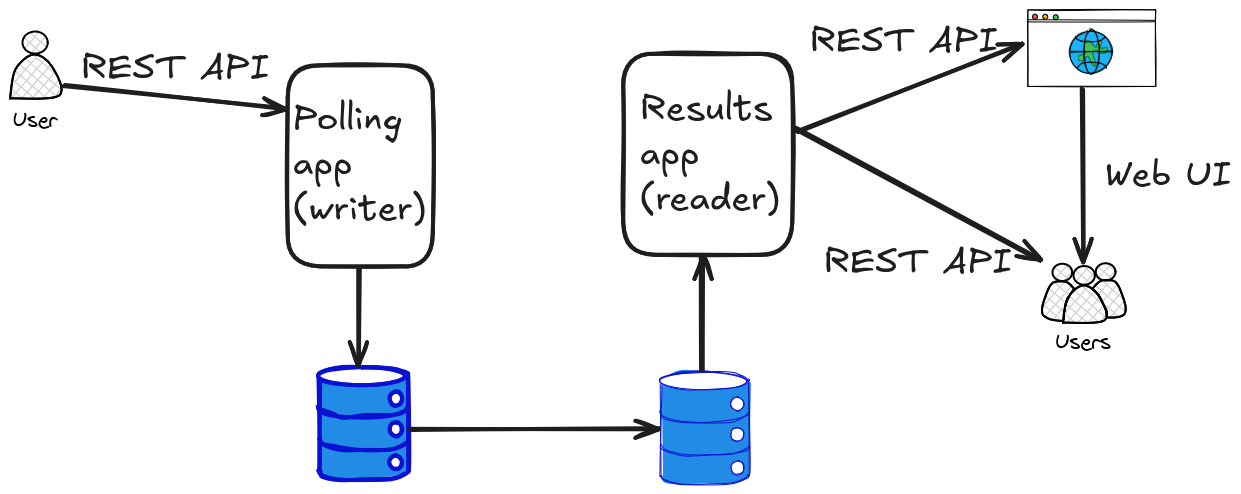 REST API
User
Polling
app
(writer)
Results
app
(reader)
REST API
Web UI
REST API
Users